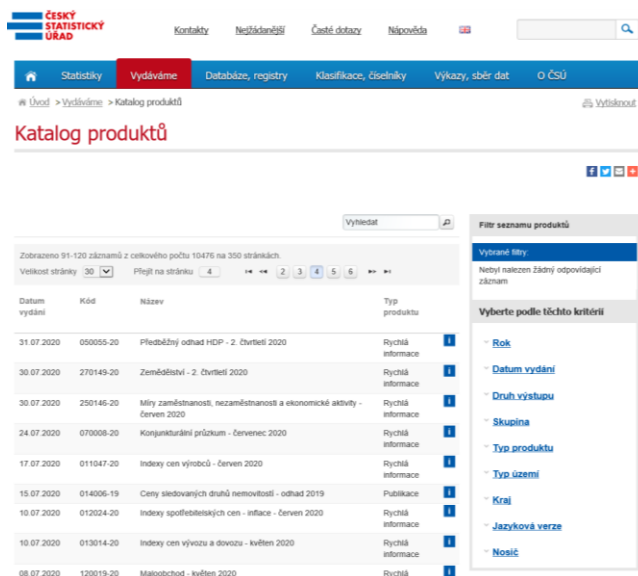 ČESKÝ
STATISTICKÝ
ÚŘAD
Kontakty Nejžádanější Časté dotazy Nápověda
Statistiky Vydáváme Databáze, registry Klasifikace, číselníky Výkazy, sběr dat O ČSÚ
Úvod > Vydáváme > Katalog produktů Vytisknout
Katalog produktů
Vyhledat
Filtr seznamu produktů
Zobrazeno 91-120 záznamů z celkového počtu 10476 na 350 stránkách.
Velikost stránky 30 Přejít na stránku 4 2 3 4 5 6
Vybrané filtry:
Nebyl nalezen žádný odpovídající
záznam
Vyberte podle těchto kritérií
Rok
Datum vydání
Druh výstupu
Skupina
Typ produktu
Typ území
Kraj
Jazyková verze
Nosič
Datum
vydání
Kód
Název
Typ
produktu
31.07.2020 050055-20 Předběžný odhad HDP - 2. čtvrtletí 2020 Rychlá
informace
30.07.2020 270149-20 Zemědělství - 2. čtvrtletí 2020 Rychlá
informace
30.07.2020 250146-20 Míry zaměstnanosti, nezaměstnanosti a ekonomické aktivity - Rychlá
červen 2020 informace
24.07.2020 070008-20 Konjunkturální průzkum - červenec 2020 Rychlá
informace
17.07.2020 011047-20 Indexy cen výrobců - červen 2020 Rychlá
informace
15.07.2020 014006-19 Ceny sledovaných druhů nemovitostí - odhad 2019 Publikace
10.07.2020 012024-20 Indexy spotřebitelských cen - inflace - červen 2020 Rychlá
informace
10.07.2020 013014-20 Indexy cen vývozu a dovozu - květen 2020 Rychlá
informace
08.07.2020 120019-20 Maloobchod - květen 2020 Rychlá